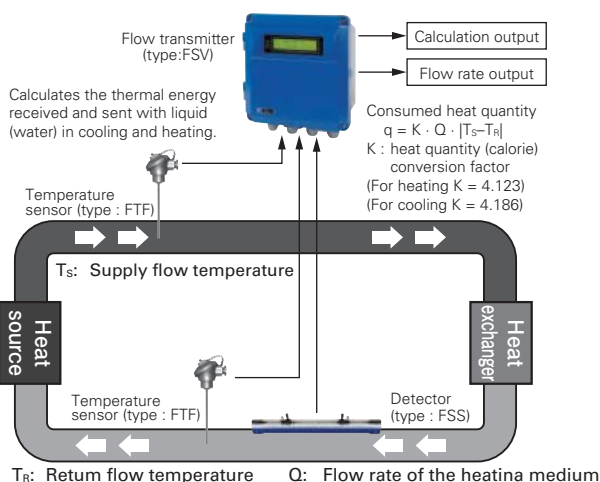 Flow transmitter
(type:FSV)
Calculation output
Flow rate output
Calculates the thermal energy
received and sent with liquid
(water) in cooling and heating.
Consumed heat quantity
q = K · Q · |Ts–TR|
K : heat quantity (calorie)
conversion factor
(For heating K = 4.123)
(For cooling K = 4.186)
Temperature
sensor (type : FTF)
Ts: Supply flow temperature
Heat
source
Heat
exchanger
Temperature
sensor (type : FTF)
Detector
(type : FSS)
TR: Retum flow temperature
Q: Flow rate of the heatina medium